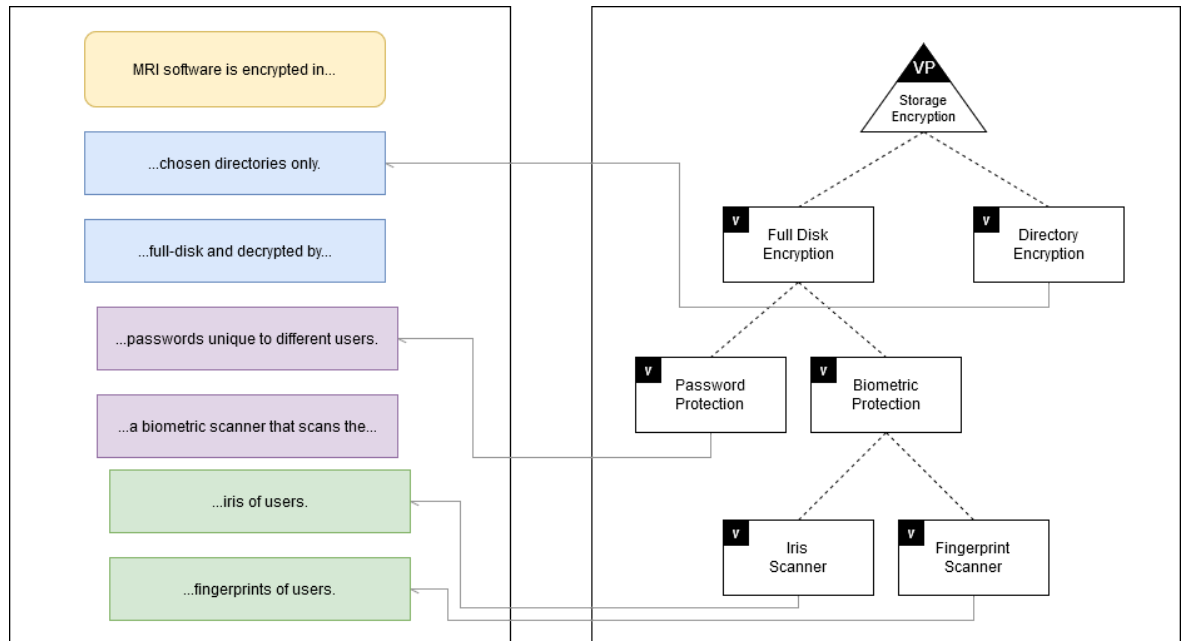 MRI software is encrypted in...
...chosen directories only.
...full-disk and decrypted by...
...passwords unique to different users.
...a biometric scanner that scans the...
...iris of users.
...fingerprints of users.
VP
Storage
Encryption
V
Full Disk
Encryption
V
Directory
Encryption
V
Password
Protection
V
Biometric
Protection
V
Iris
Scanner
V
Fingerprint
Scanner